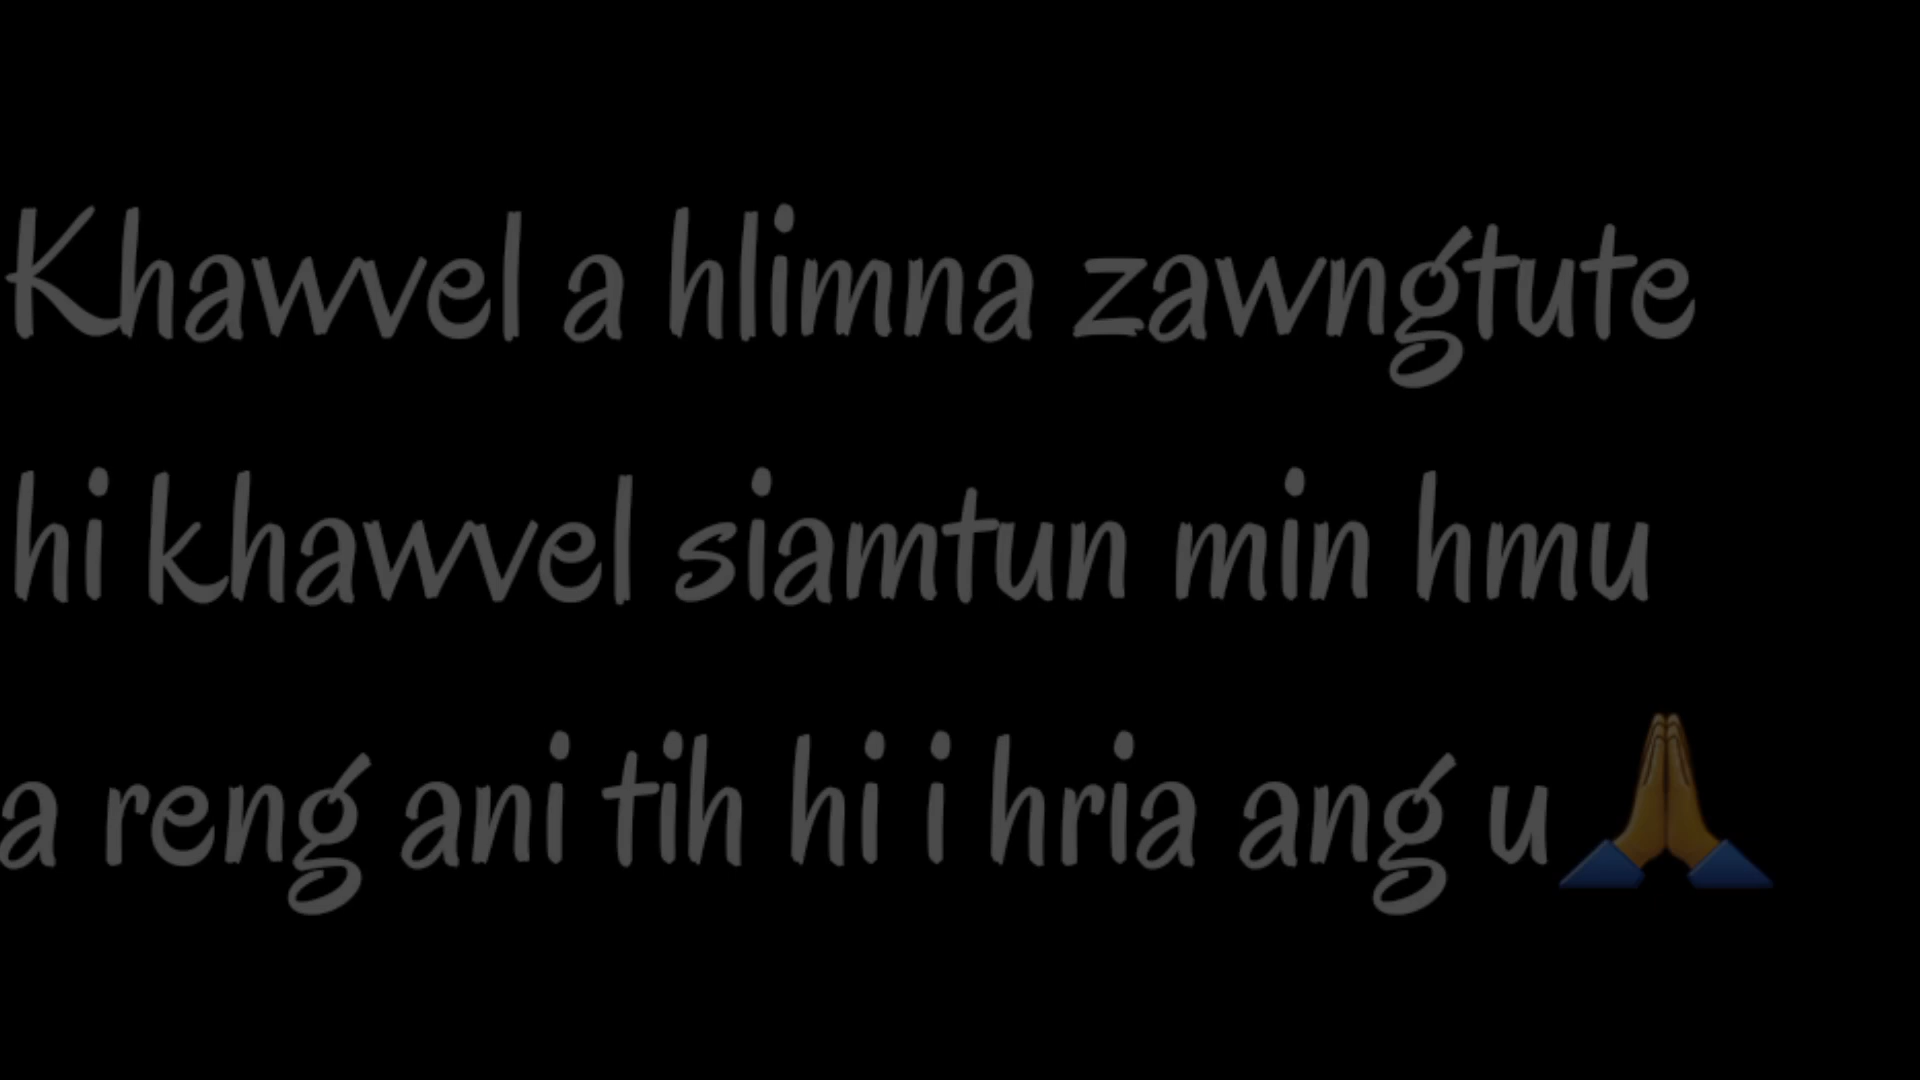 Khawvel a hlimna zawngtute
hi khawvel siamtun min hmu
a reng ani tih hi i hria ang u🙏